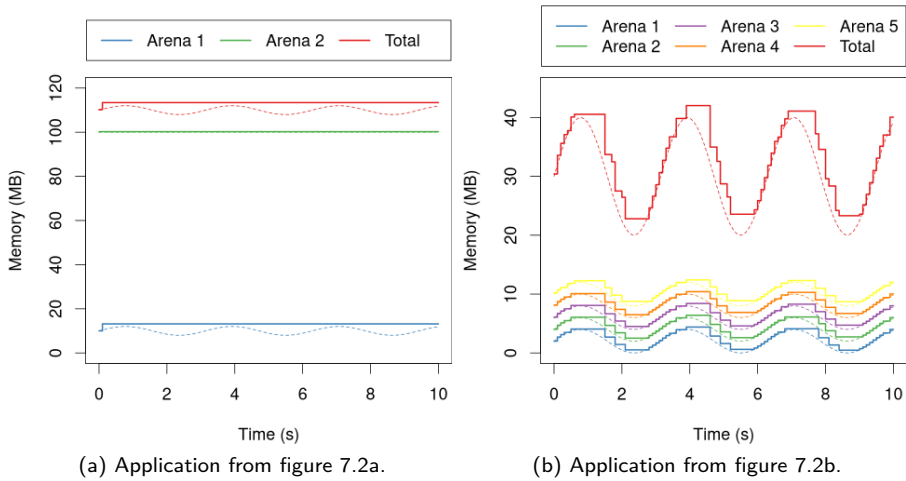 Arena 1 Arena 2 Total
Memory (MB)
120
100
80
60
40
20
0
0 2 4 6 8 10
Time (s)
(a) Application from figure 7.2a.
Arena 1 Arena 3 Arena 5
Arena 2 Arena 4 Total
Memory (MB)
40
30
20
10
0
0 2 4 6 8 10
Time (s)
(b) Application from figure 7.2b.